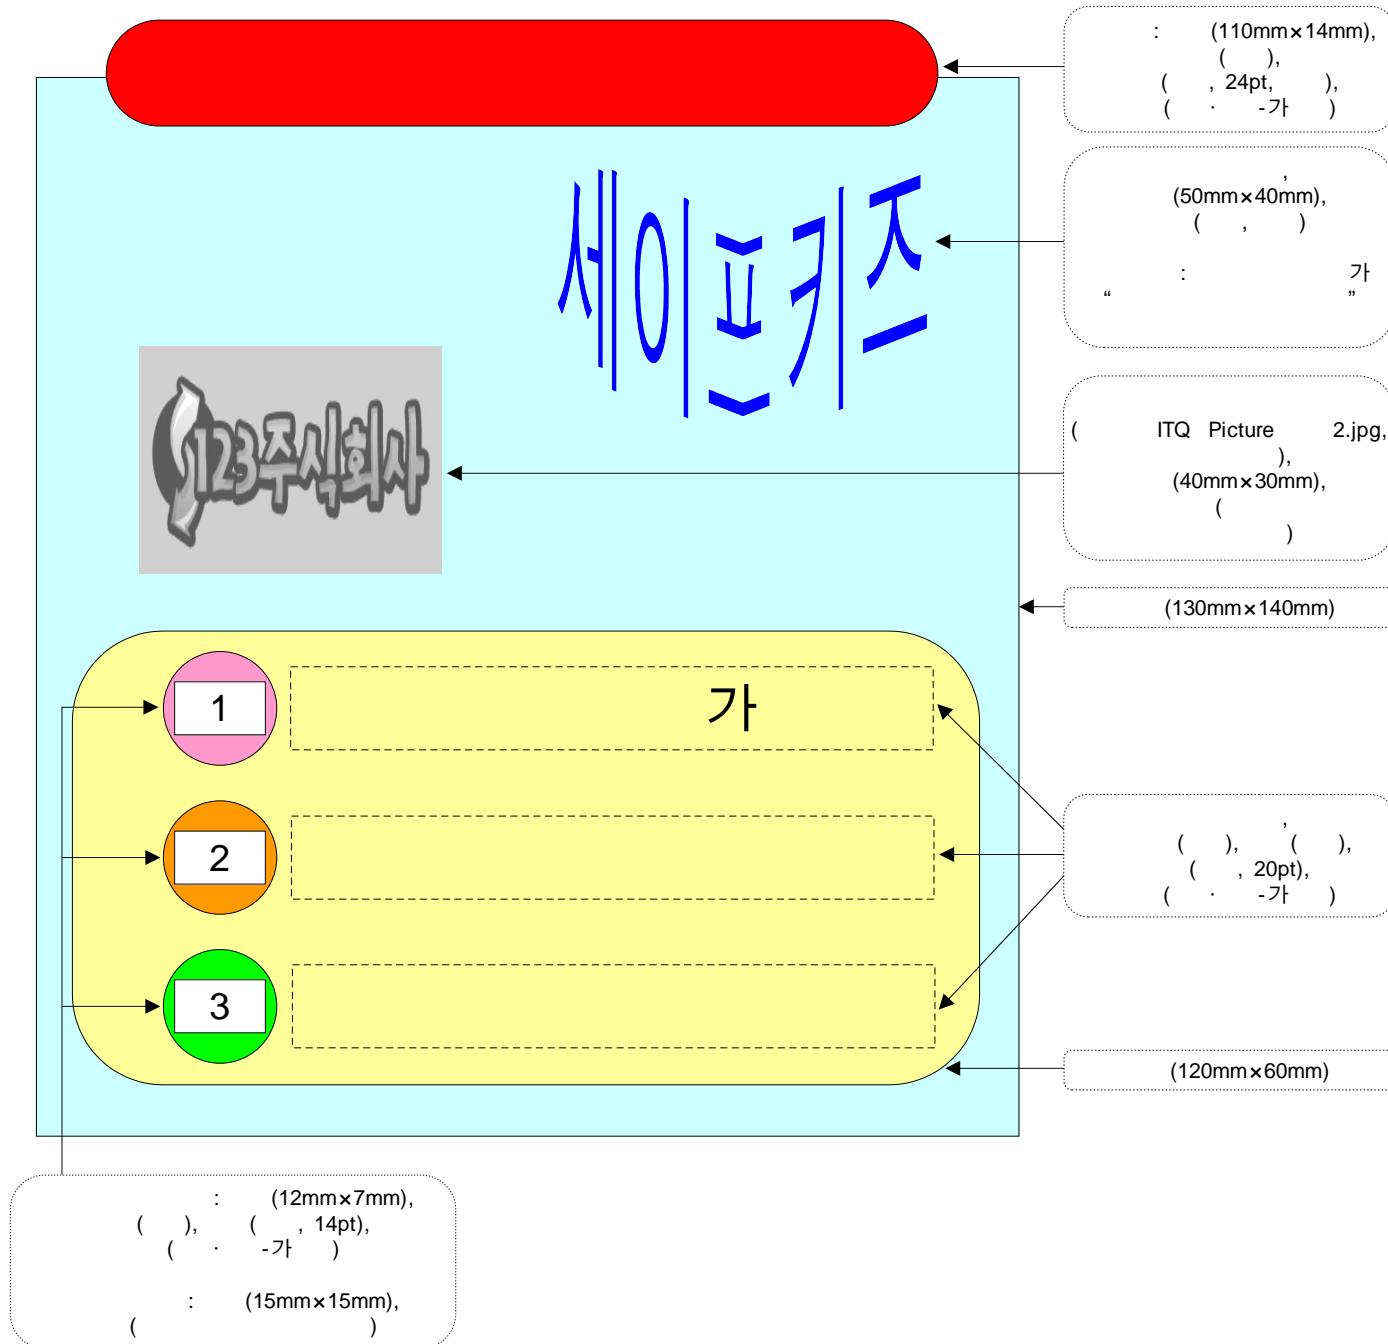 : (110mm×14mm),
( ),
( , 24pt, ),
( · -가 )
세이프키즈
,
(50mm×40mm),
( , )
: 가
“ ”
123주식회사
( ITQ Picture 2.jpg,
),
(40mm×30mm),
(
)
(130mm×140mm)
1 가
2
3
,
( ), ( ),
( , 20pt),
( · -가 )
(120mm×60mm)
: (12mm×7mm),
( ), ( , 14pt),
( · -가 )
: (15mm×15mm),
( )